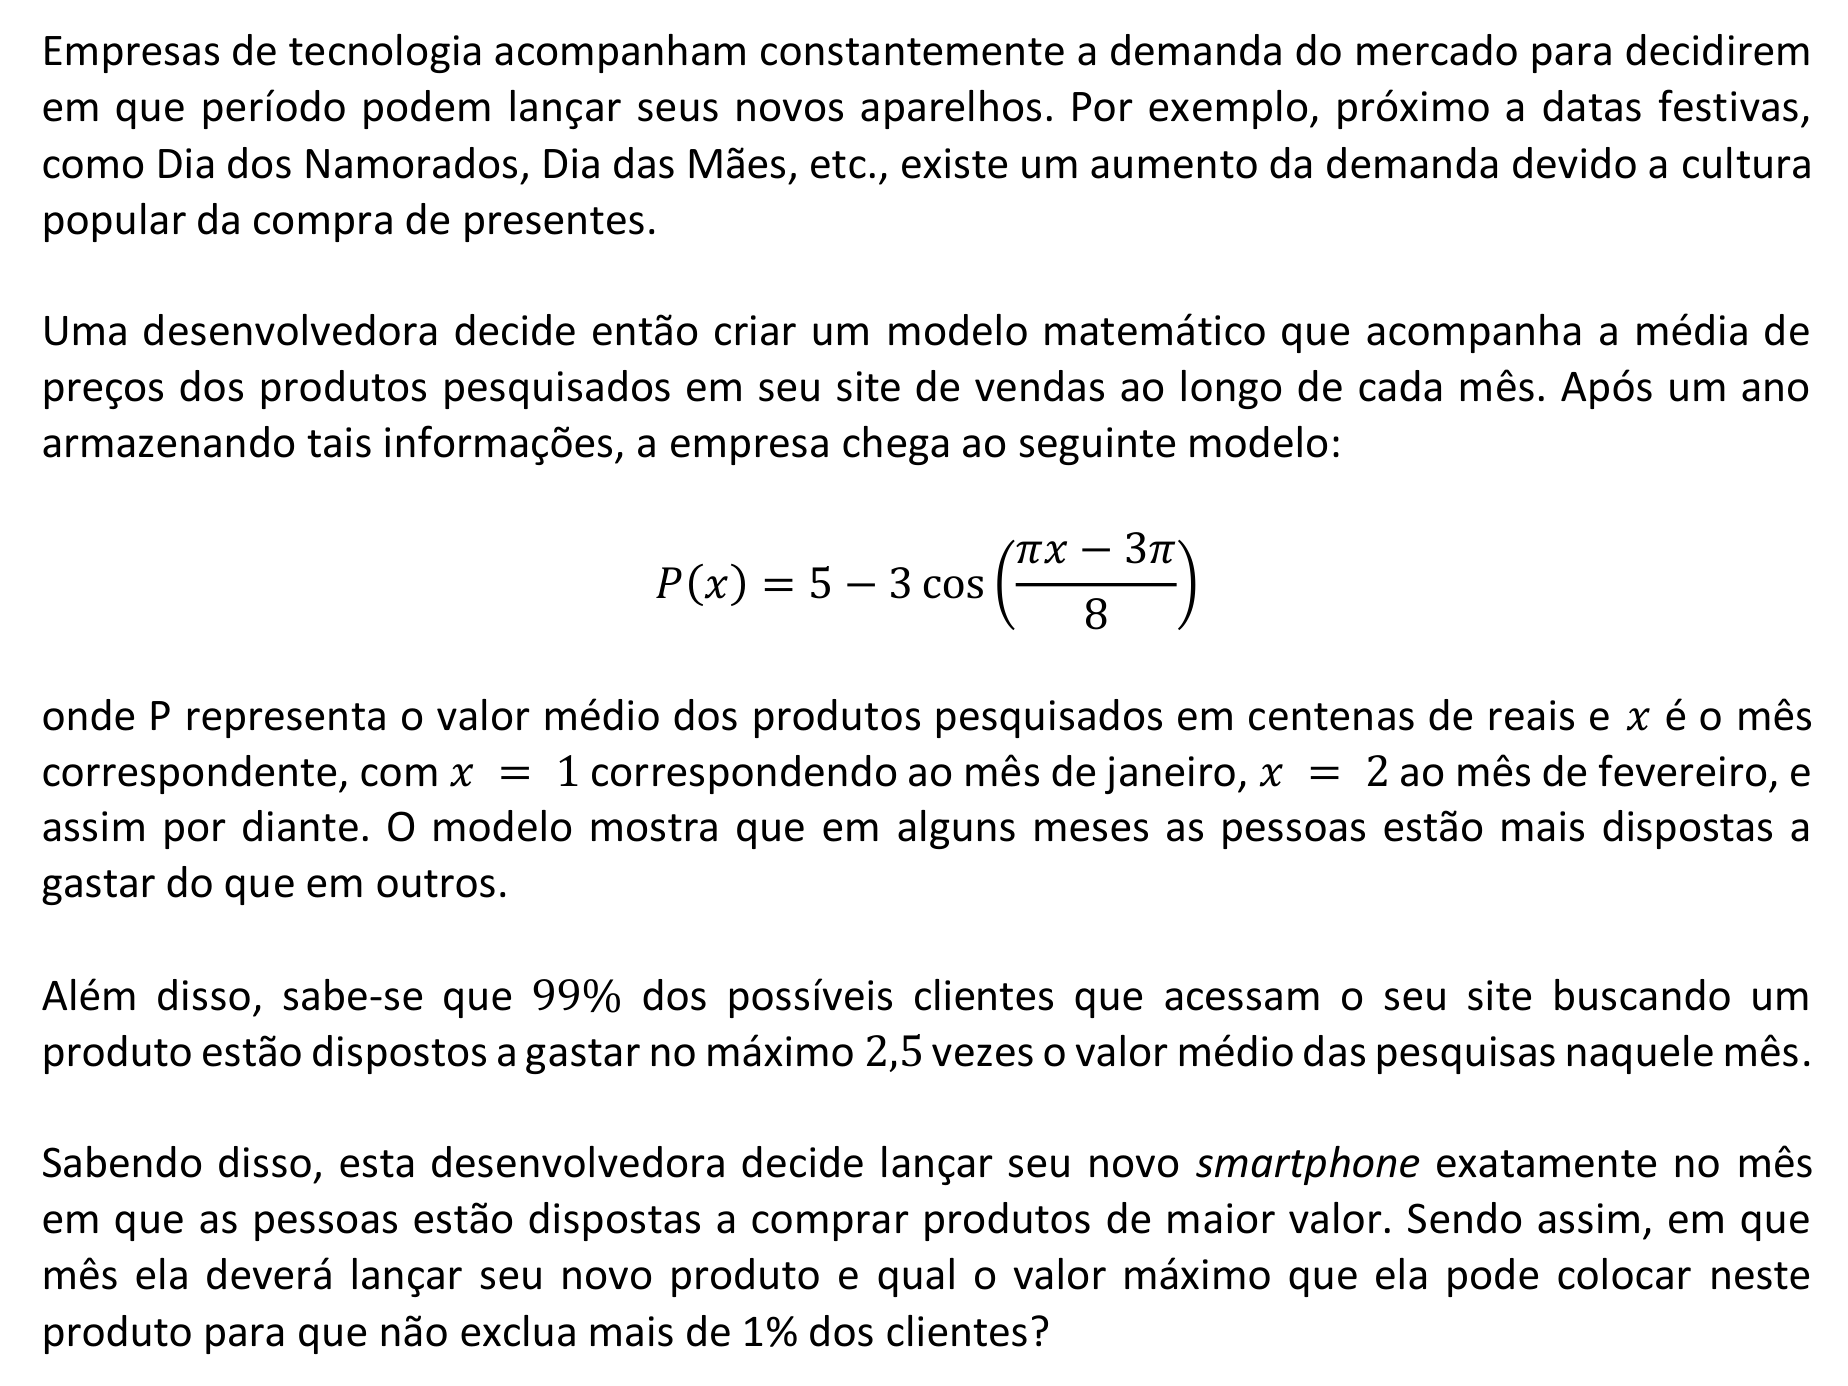 Empresas de tecnologia acompanham constantemente a demanda do mercado para decidirem
em que período podem lançar seus novos aparelhos. Por exemplo, próximo a datas festivas,
como Dia dos Namorados, Dia das Mães, etc., existe um aumento da demanda devido a cultura
popular da compra de presentes.
Uma desenvolvedora decide então criar um modelo matemático que acompanha a média de
preços dos produtos pesquisados em seu site de vendas ao longo de cada mês. Após um ano
armazenando tais informações, a empresa chega ao seguinte modelo:
P(x) = 5 − 3 cos((πx − 3π)/8)
onde P representa o valor médio dos produtos pesquisados em centenas de reais e x é o mês
correspondente, com x = 1 correspondendo ao mês de janeiro, x = 2 ao mês de fevereiro, e
assim por diante. O modelo mostra que em alguns meses as pessoas estão mais dispostas a
gastar do que em outros.
Além disso, sabe-se que 99% dos possíveis clientes que acessam o seu site buscando um
produto estão dispostos a gastar no máximo 2,5 vezes o valor médio das pesquisas naquele mês.
Sabendo disso, esta desenvolvedora decide lançar seu novo smartphone exatamente no mês
em que as pessoas estão dispostas a comprar produtos de maior valor. Sendo assim, em que
mês ela deverá lançar seu novo produto e qual o valor máximo que ela pode colocar neste
produto para que não exclua mais de 1% dos clientes?